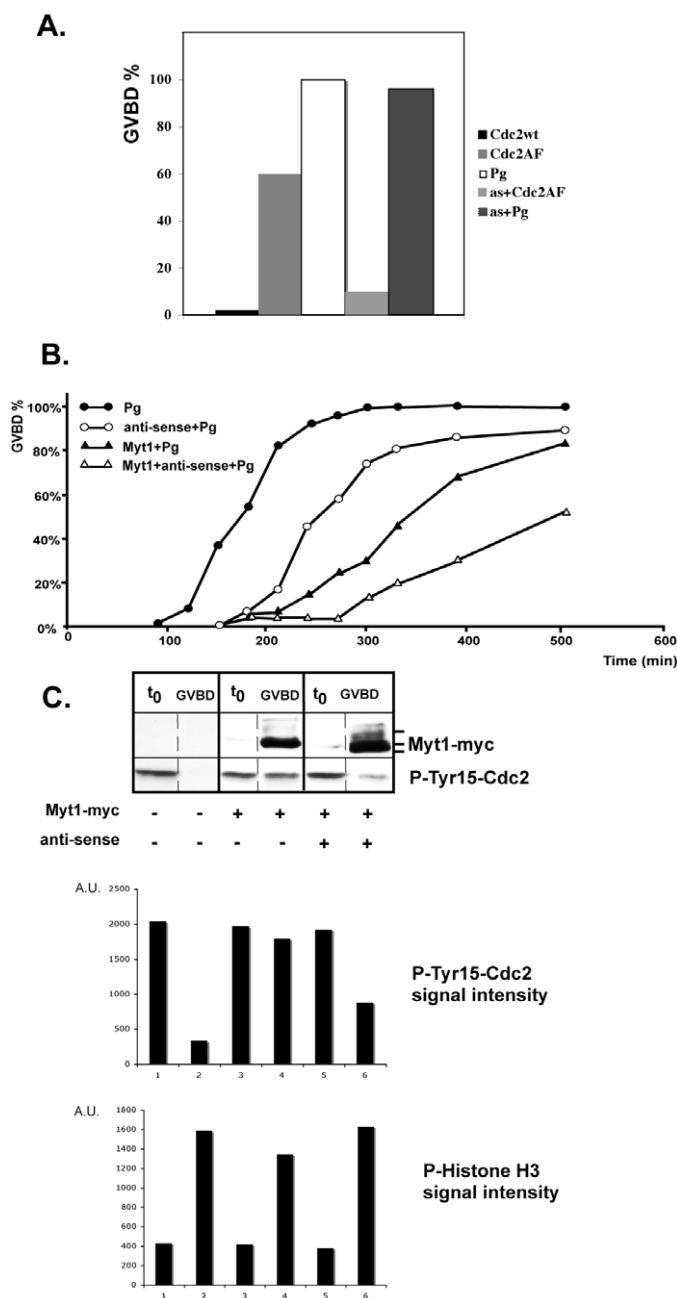 A.
GVBD %
100
80
60
40
20
0
Cdc2wt
Cdc2AF
Pg
as+Cdc2AF
as+Pg
B.
GVBD %
100%
80%
60%
40%
20%
0%
Pg
anti-sense+Pg
Myt1+Pg
Myt1+anti-sense+Pg
0 100 200 300 400 500 600
Time (min)
C.
t0 GVBD t0 GVBD t0 GVBD
Myt1-myc
P-Tyr15-Cdc2
Myt1-myc - - + + + +
anti-sense - - - - + +
A.U.
2500
2000
1500
1000
500
0
1 2 3 4 5 6
P-Tyr15-Cdc2
signal intensity
A.U.
1800
1600
1400
1200
1000
800
600
400
200
0
1 2 3 4 5 6
P-Histone H3
signal intensity